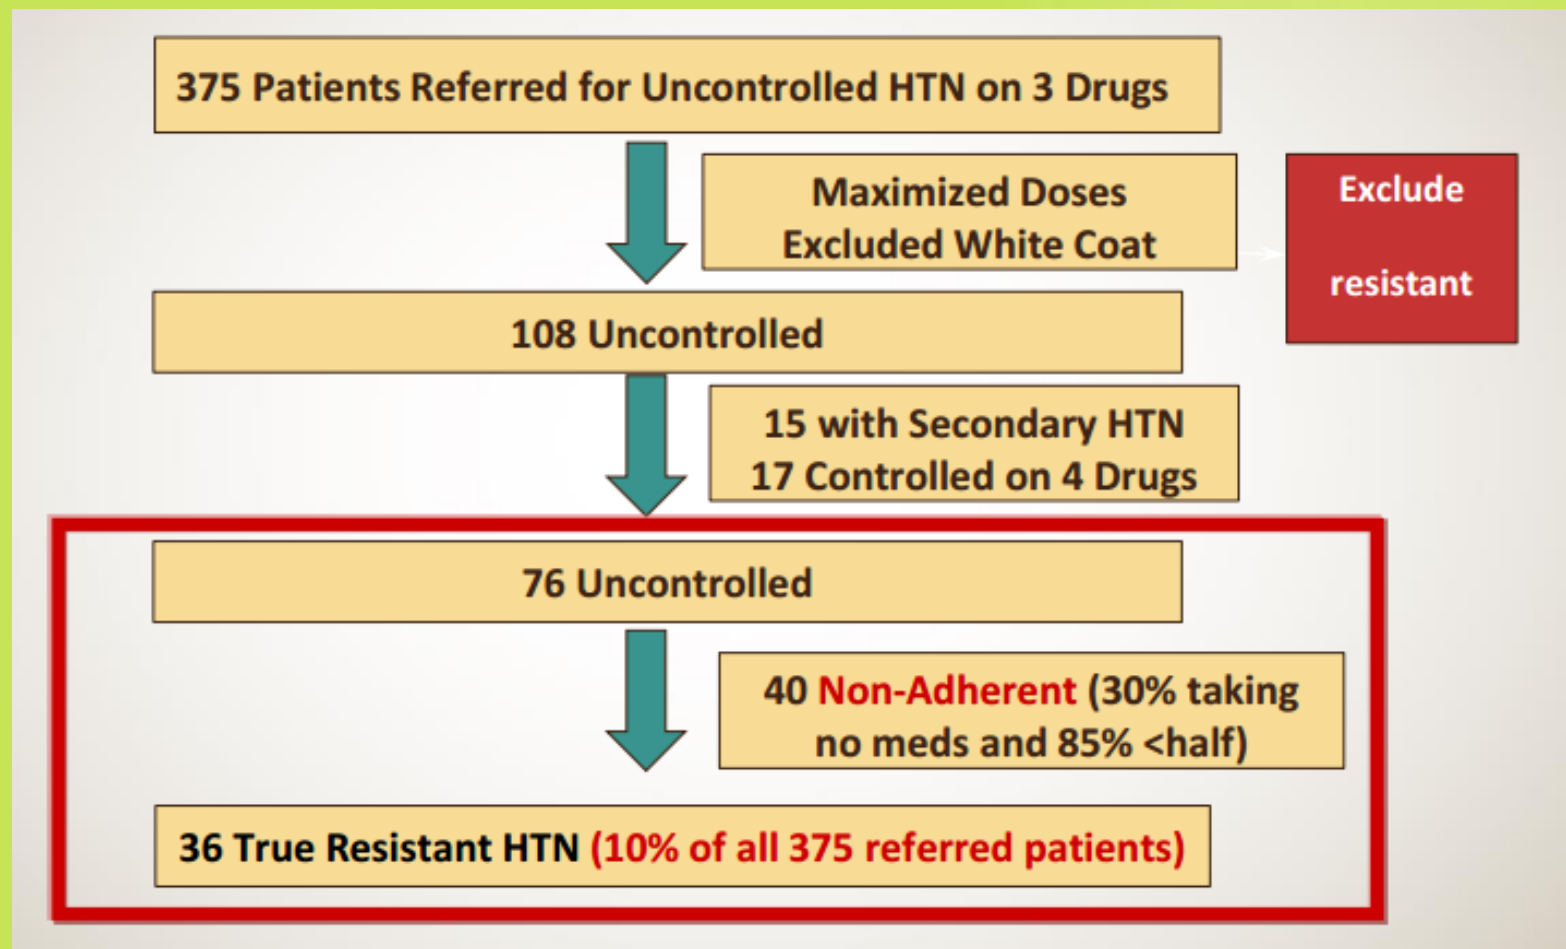 375 Patients Referred for Uncontrolled HTN on 3 Drugs
Maximized Doses
Excluded White Coat
Exclude
resistant
108 Uncontrolled
15 with Secondary HTN
17 Controlled on 4 Drugs
76 Uncontrolled
40 Non-Adherent (30% taking
no meds and 85% <half)
36 True Resistant HTN (10% of all 375 referred patients)